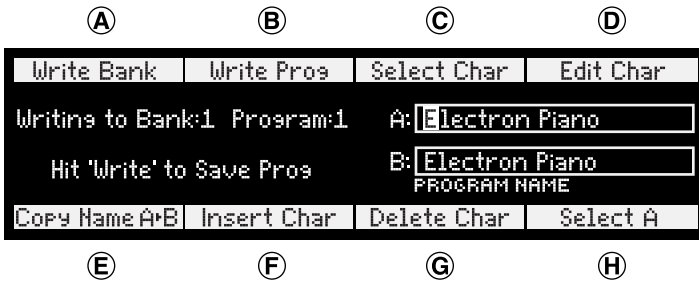 A B C D
Write Bank Write Prog Select Char Edit Char
Writing to Bank:1 Program:1 A: Electron Piano
Hit 'Write' to Save Prog B: Electron Piano
PROGRAM NAME
Copy Name A▸B Insert Char Delete Char Select A
E F G H